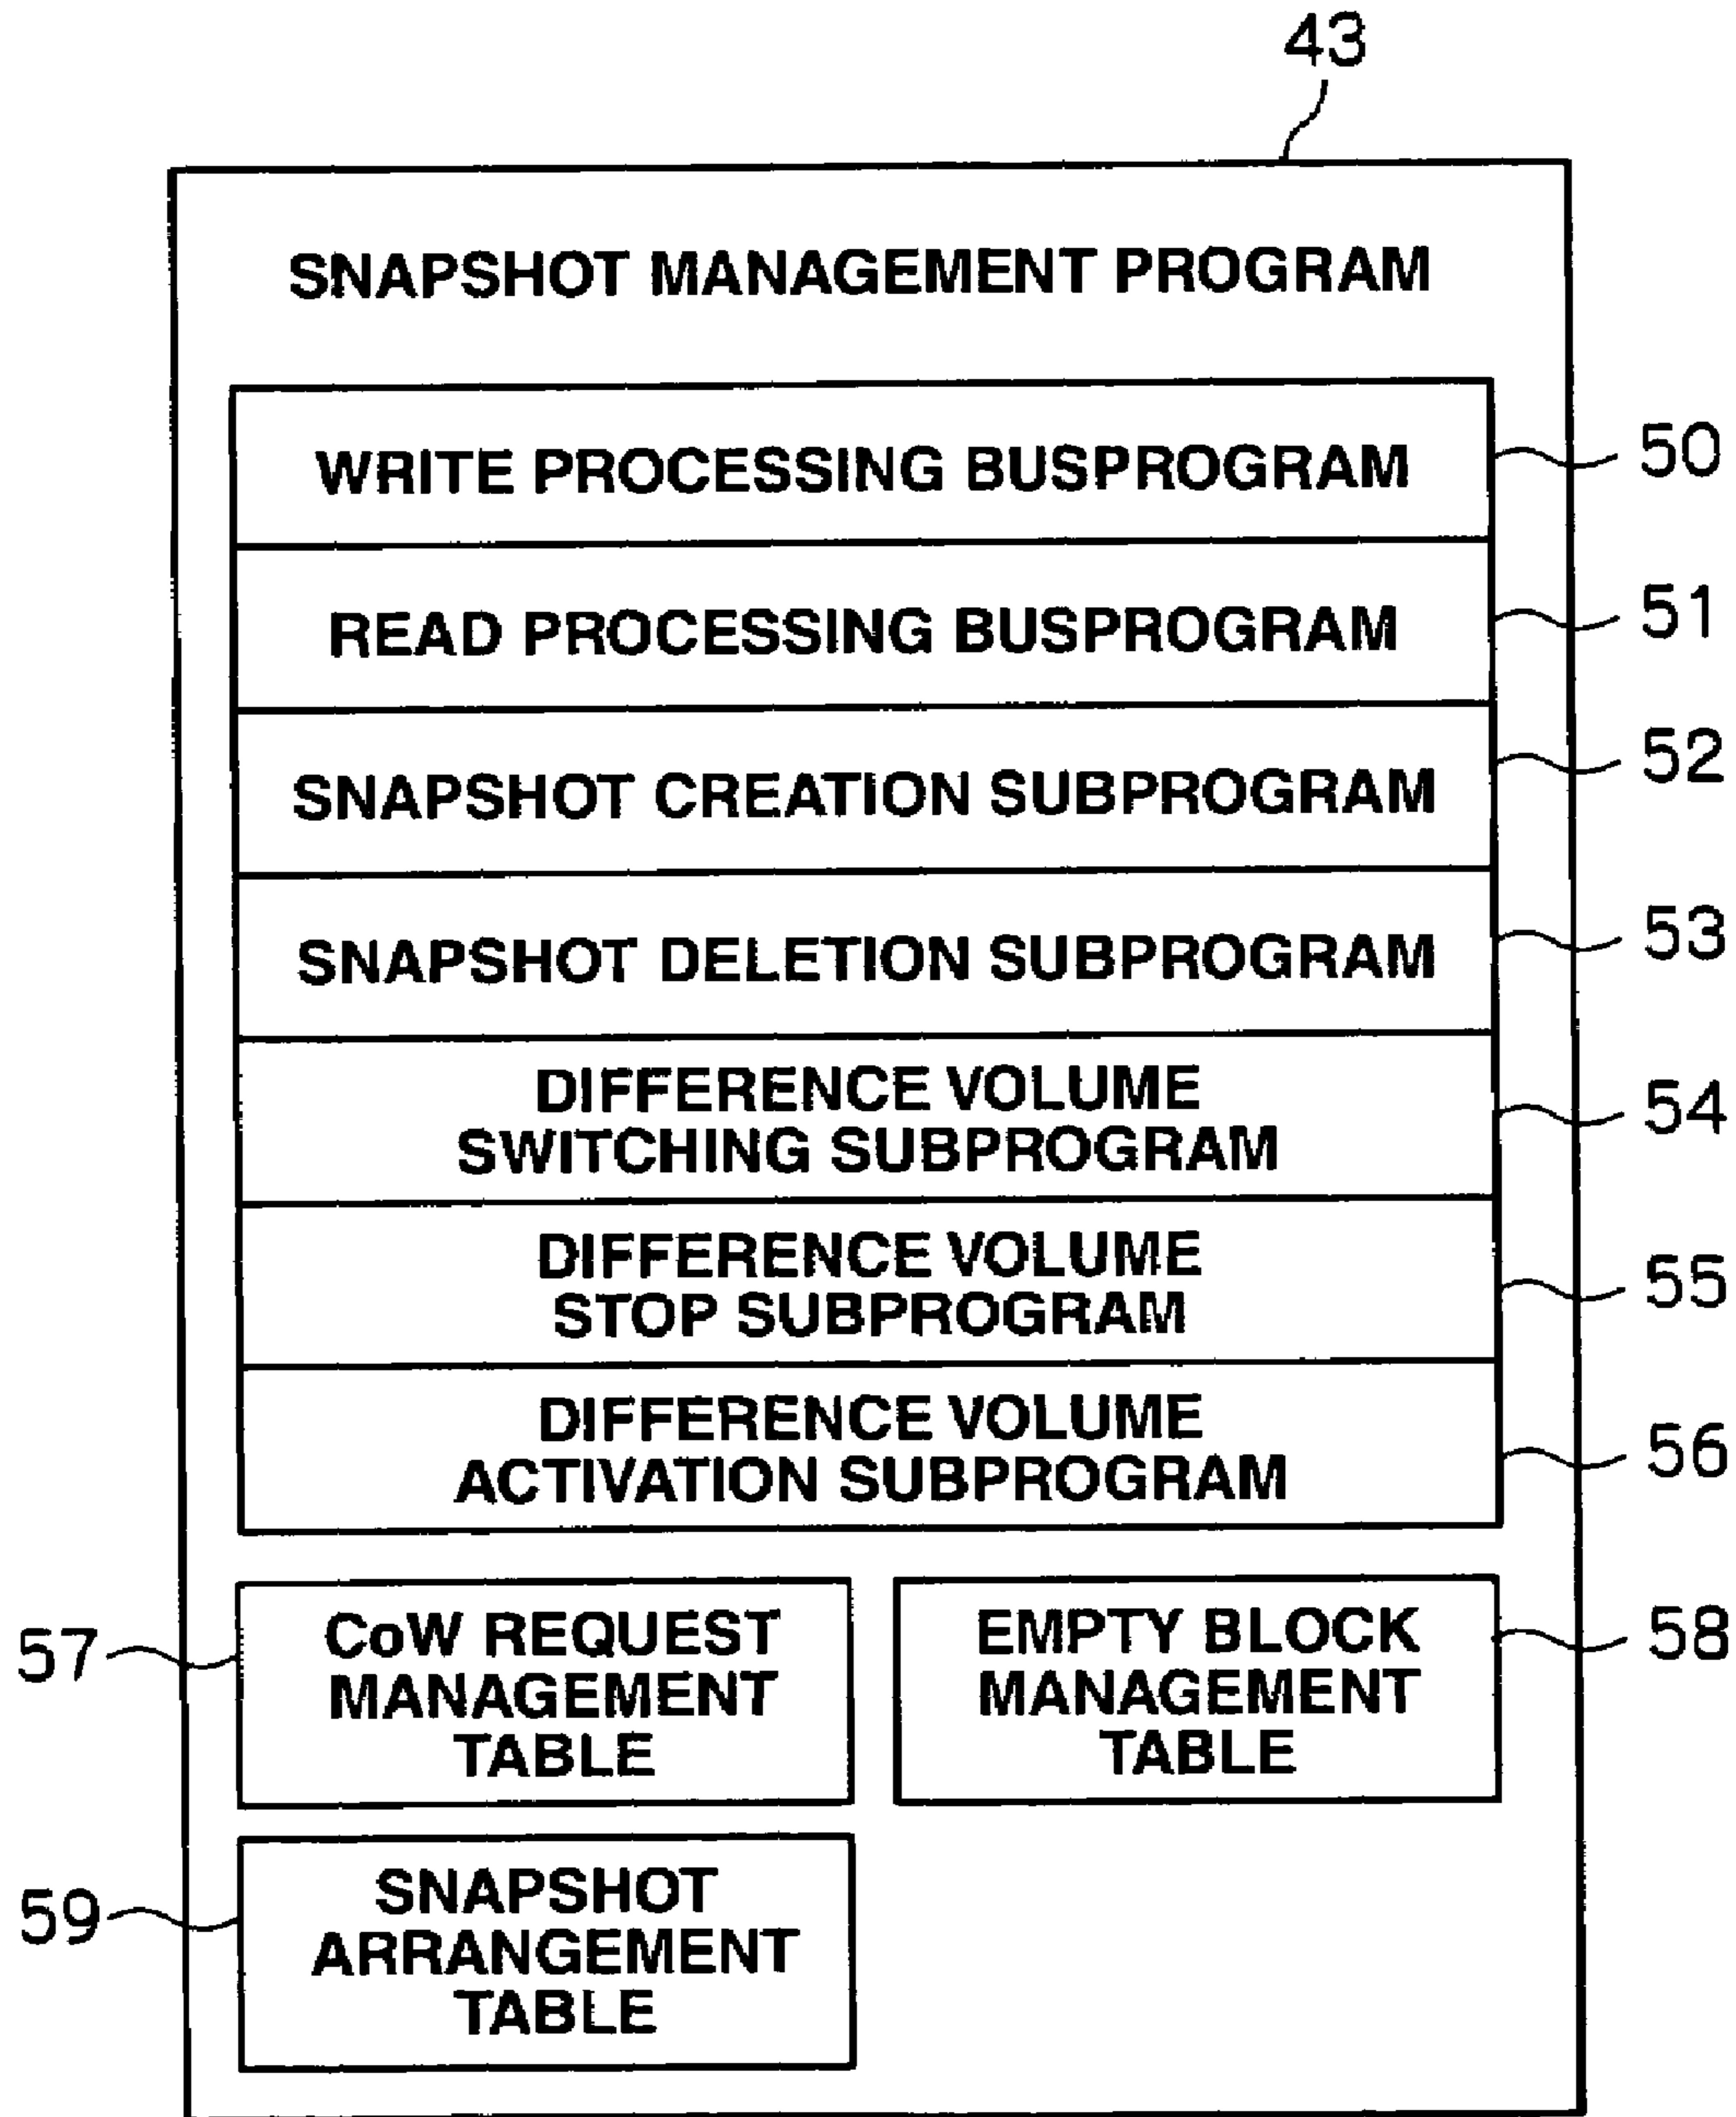 43
SNAPSHOT MANAGEMENT PROGRAM
WRITE PROCESSING BUSPROGRAM
50
READ PROCESSING BUSPROGRAM
51
SNAPSHOT CREATION SUBPROGRAM
52
SNAPSHOT DELETION SUBPROGRAM
53
DIFFERENCE VOLUME
SWITCHING SUBPROGRAM
54
DIFFERENCE VOLUME
STOP SUBPROGRAM
55
DIFFERENCE VOLUME
ACTIVATION SUBPROGRAM
56
57
CoW REQUEST
MANAGEMENT
TABLE
EMPTY BLOCK
MANAGEMENT
TABLE
58
59
SNAPSHOT
ARRANGEMENT
TABLE